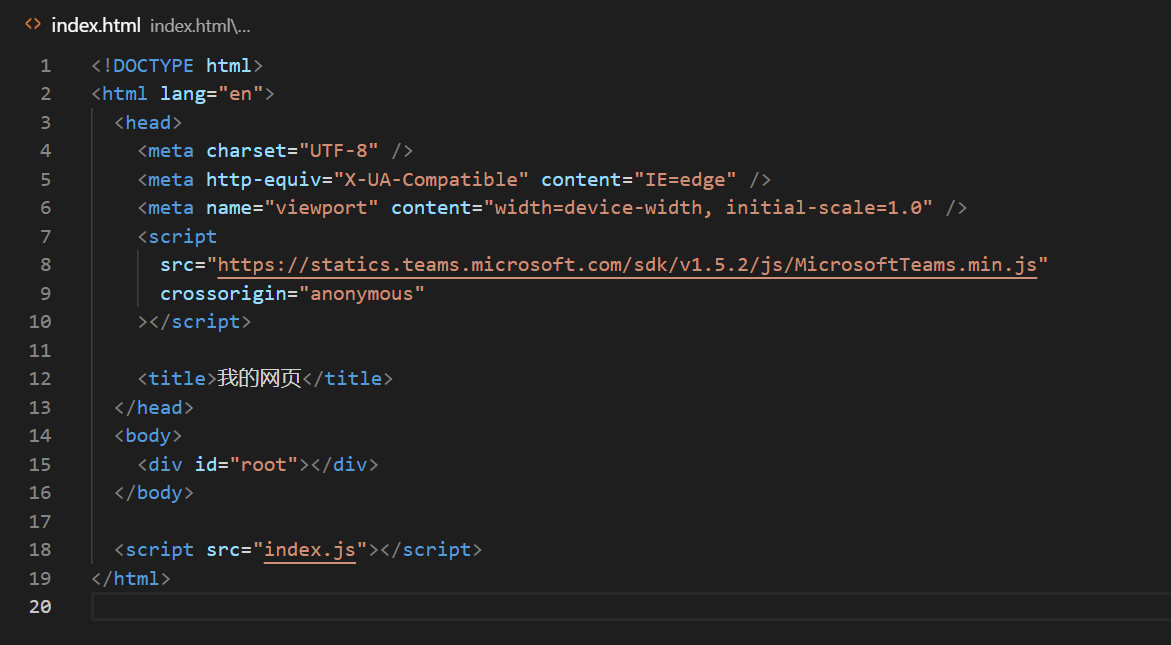 <> index.html index.html\...
1 <!DOCTYPE html>
2 <html lang="en">
3 <head>
4 <meta charset="UTF-8" />
5 <meta http-equiv="X-UA-Compatible" content="IE=edge" />
6 <meta name="viewport" content="width=device-width, initial-scale=1.0" />
7 <script
8 src="https://statics.teams.microsoft.com/sdk/v1.5.2/js/MicrosoftTeams.min.js"
9 crossorigin="anonymous"
10 ></script>
11
12 <title>我的网页</title>
13 </head>
14 <body>
15 <div id="root"></div>
16 </body>
17
18 <script src="index.js"></script>
19 </html>
20